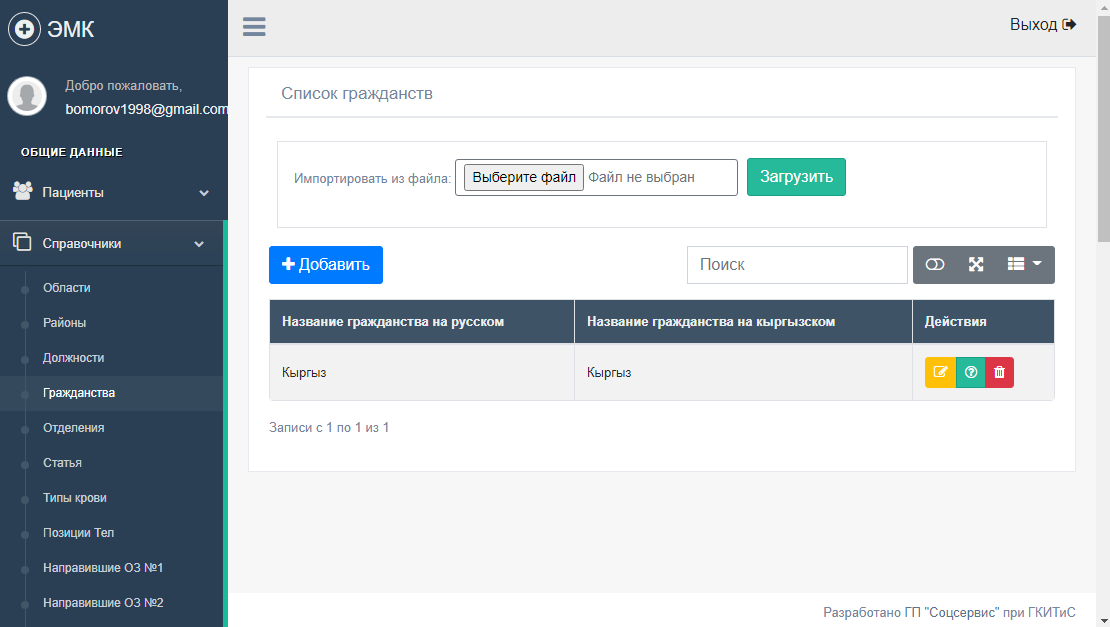 ЭМК
Выход
Добро пожаловать,
bomorov1998@gmail.com
ОБЩИЕ ДАННЫЕ
Пациенты
Справочники
Области
Районы
Должности
Гражданства
Отделения
Статья
Типы крови
Позиции Тел
Направившие ОЗ №1
Направившие ОЗ №2
Список гражданств
Импортировать из файла: Выберите файл Файл не выбран Загрузить
Добавить Поиск
Название гражданства на русском Название гражданства на кыргызском Действия
Кыргыз Кыргыз
Записи с 1 по 1 из 1
Разработано ГП "Соцсервис" при ГКИТиС